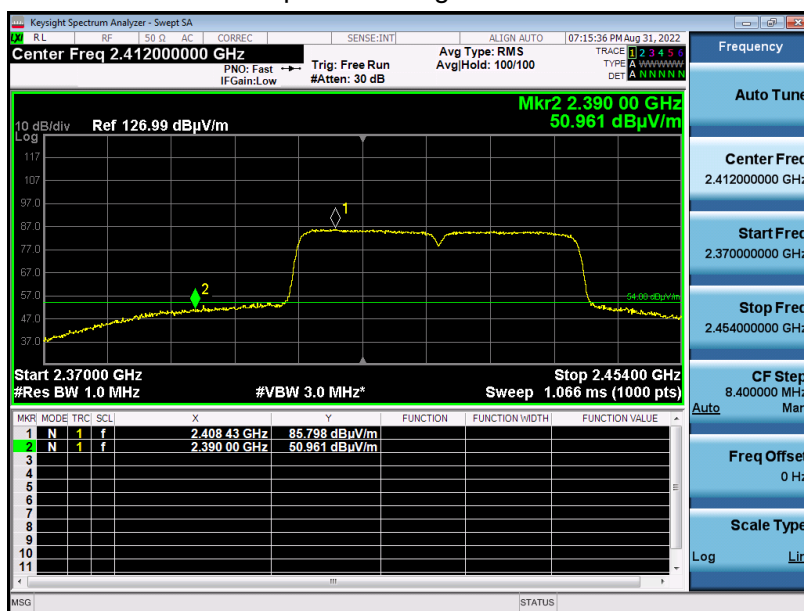 Keysight Spectrum Analyzer - Swept SA
LXI RL RF 50 Ω AC CORREC SENSE:INT ALIGN AUTO 07:15:36 PM Aug 31, 2022
Center Freq 2.412000000 GHz Avg Type: RMS TRACE 1 2 3 4 5 6
PNO: Fast Trig: Free Run Avg|Hold: 100/100 TYPE A WWWWW
IFGain:Low #Atten: 30 dB DET A N N N N N
Mkr2 2.390 00 GHz
10 dB/div Ref 126.99 dBµV/m 50.961 dBµV/m
Log
117
107
97.0
1
87.0
77.0
67.0
2
57.0
54.00 dBµV/m
47.0
37.0
Start 2.37000 GHz Stop 2.45400 GHz
#Res BW 1.0 MHz #VBW 3.0 MHz* Sweep 1.066 ms (1000 pts)
MKR MODE TRC SCL X Y FUNCTION FUNCTION WIDTH FUNCTION VALUE
1 N 1 f 2.408 43 GHz 85.798 dBµV/m
2 N 1 f 2.390 00 GHz 50.961 dBµV/m
3
4
5
6
7
8
9
10
11
MSG STATUS
Frequency
Auto Tune
Center Freq
2.412000000 GHz
Start Freq
2.370000000 GHz
Stop Freq
2.454000000 GHz
CF Step
8.400000 MHz
Auto Man
Freq Offset
0 Hz
Scale Type
Log Lin